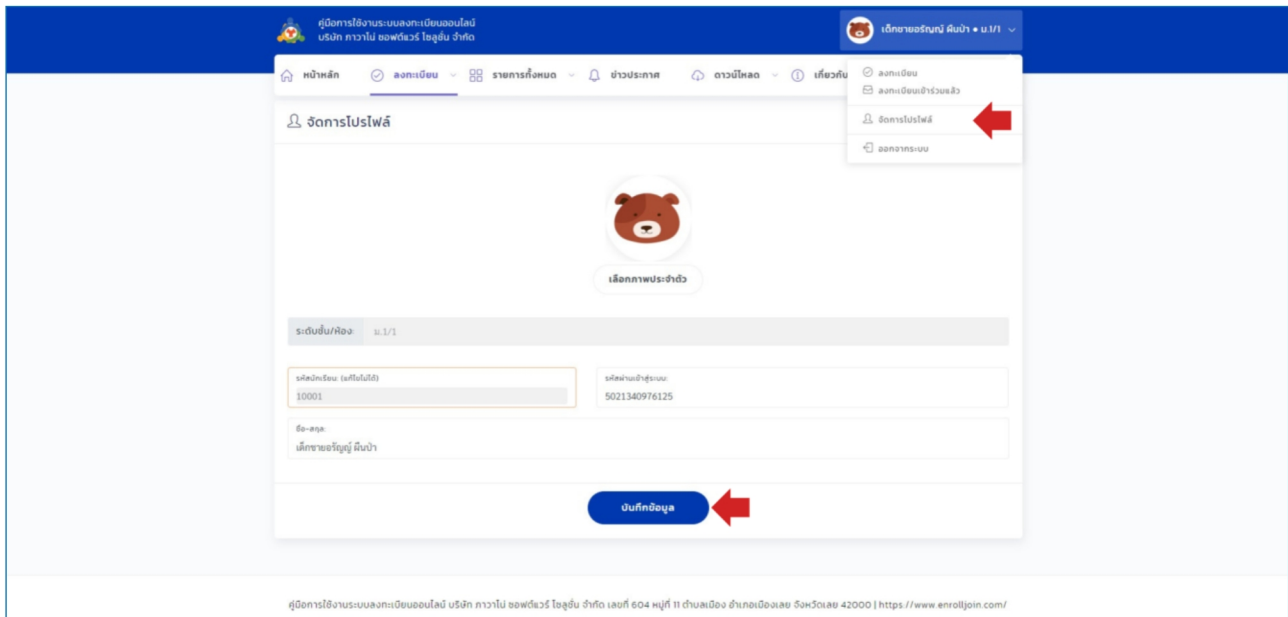 คู่มือการใช้งานระบบลงทะเบียนออนไลน์
บริษัท ภาวาโน่ ซอฟต์แวร์ โซลูชั่น จำกัด
เด็กชายอรัญญ์ ผืนป่า • ม.1/1
หน้าหลัก
ลงทะเบียน
รายการทั้งหมด
ข่าวประกาศ
ดาวน์โหลด
เกี่ยวกับ
ลงทะเบียน
ลงทะเบียนเข้าร่วมแล้ว
จัดการโปรไฟล์
ออกจากระบบ
จัดการโปรไฟล์
เลือกภาพประจำตัว
ระดับชั้น/ห้อง: ม.1/1
รหัสนักเรียน: (แก้ไขไม่ได้)
10001
รหัสผ่านเข้าสู่ระบบ:
5021340976125
ชื่อ-สกุล:
เด็กชายอรัญญ์ ผืนป่า
บันทึกข้อมูล
คู่มือการใช้งานระบบลงทะเบียนออนไลน์ บริษัท ภาวาโน่ ซอฟต์แวร์ โซลูชั่น จำกัด เลขที่ 604 หมู่ที่ 11 ตำบลเมือง อำเภอเมืองเลย จังหวัดเลย 42000 | https://www.enrolljoin.com/